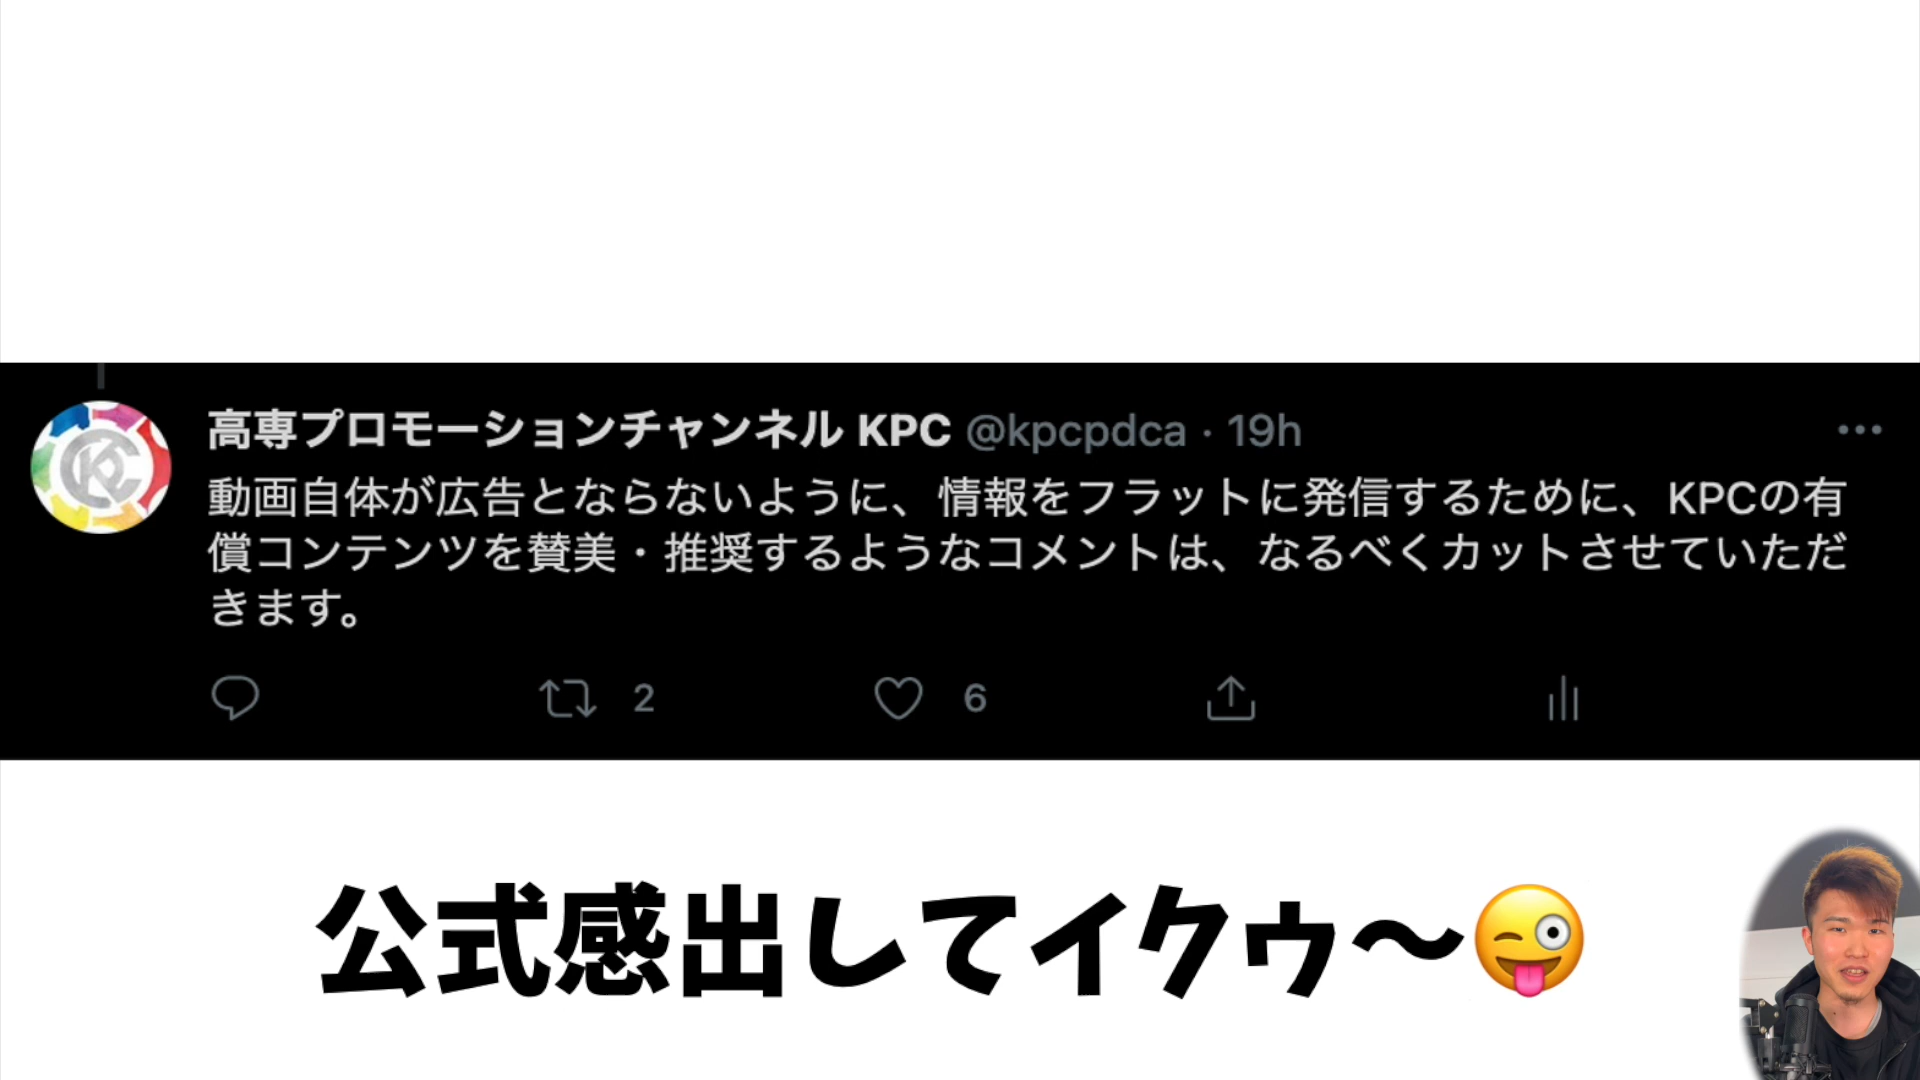 高専プロモーションチャンネル KPC @kpcpdca · 19h
動画自体が広告とならないように、情報をフラットに発信するために、KPCの有
償コンテンツを賛美・推奨するようなコメントは、なるべくカットさせていただ
きます。
2 6
公式感出してイクゥ〜😜